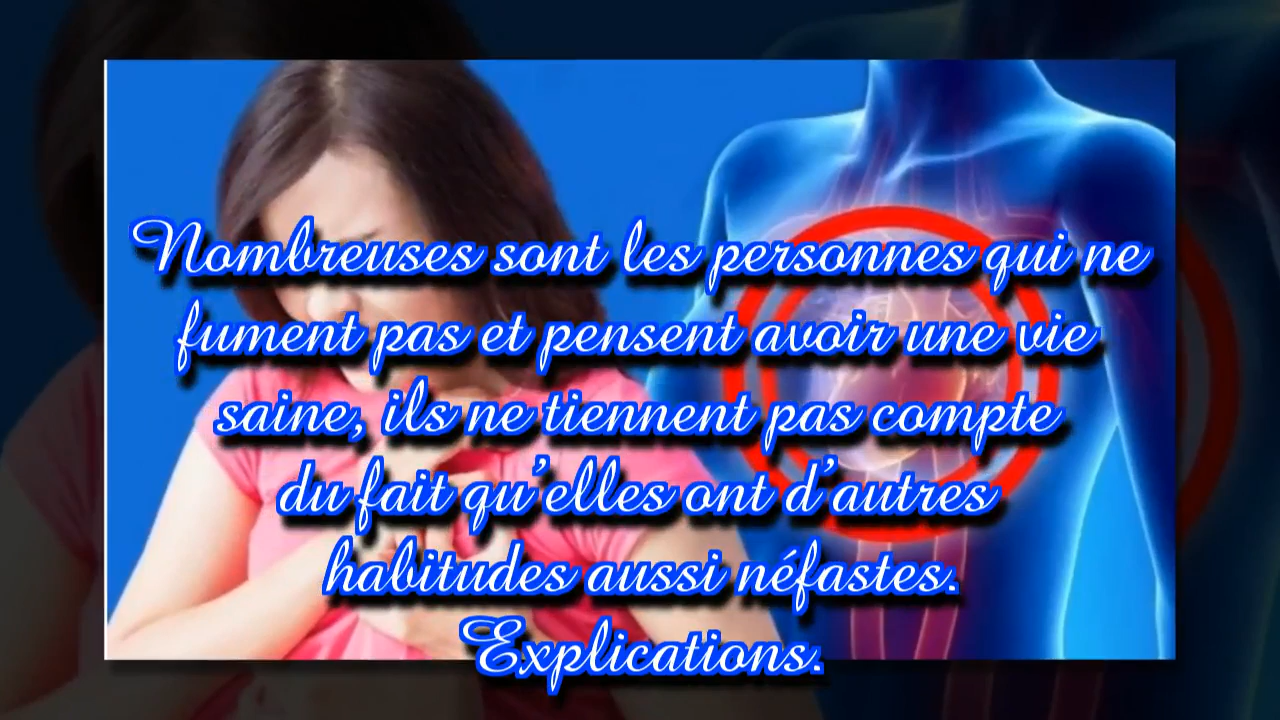 Nombreuses sont les personnes qui ne
fument pas et pensent avoir une vie
saine, ils ne tiennent pas compte
du fait qu'elles ont d'autres
habitudes aussi néfastes.
Explications.